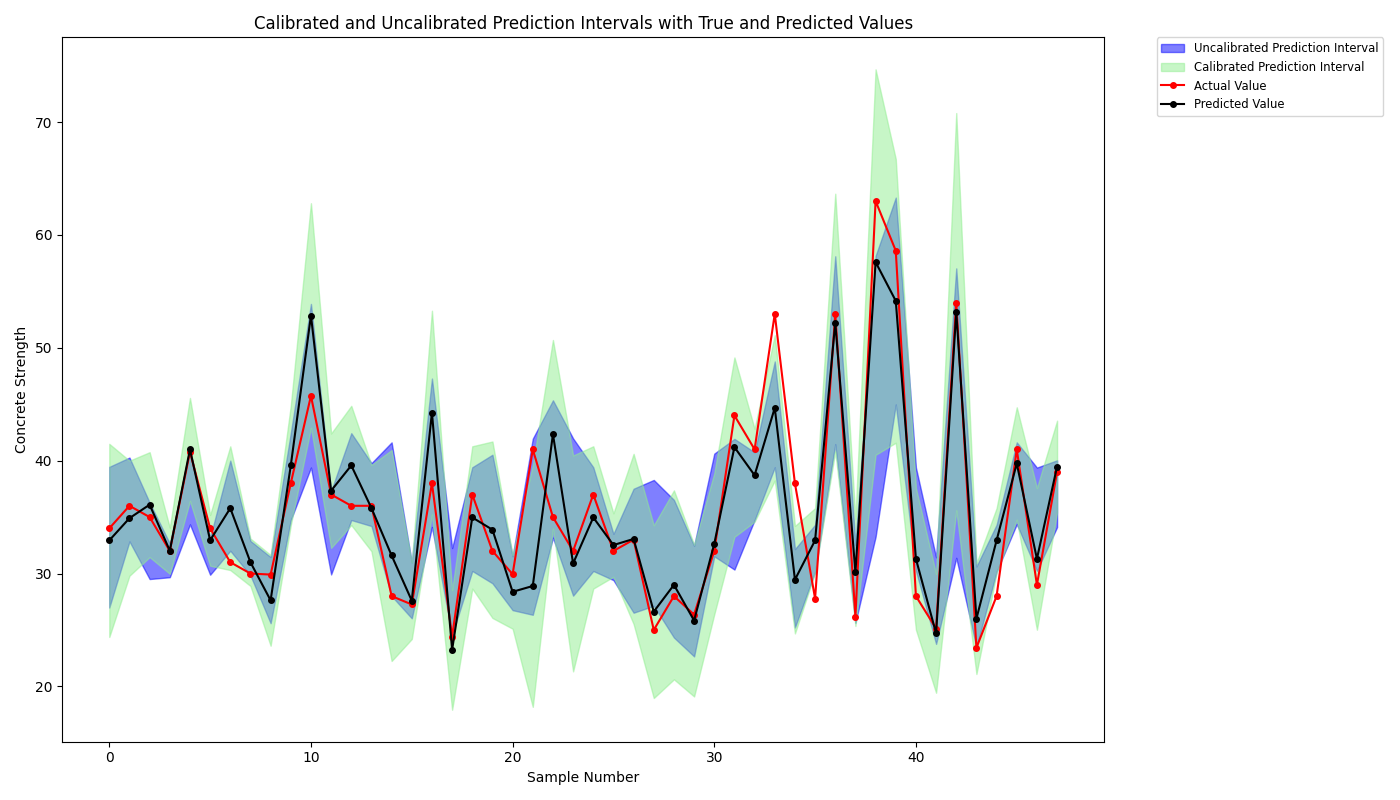 Calibrated and Uncalibrated Prediction Intervals with True and Predicted Values
Uncalibrated Prediction Interval
Calibrated Prediction Interval
Actual Value
Predicted Value
Concrete Strength
70
60
50
40
30
20
0 10 20 30 40
Sample Number